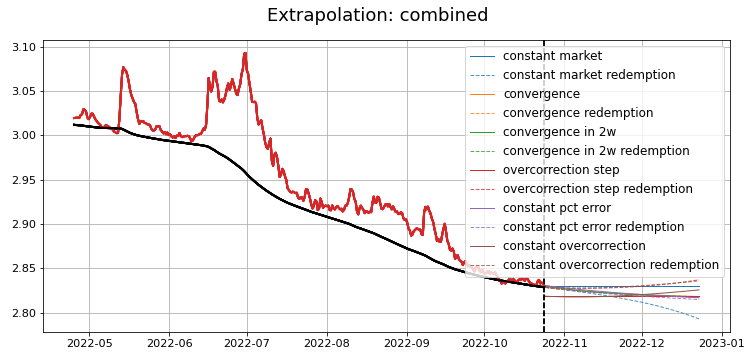 Extrapolation: combined
3.10
3.05
3.00
2.95
2.90
2.85
2.80
constant market
constant market redemption
convergence
convergence redemption
convergence in 2w
convergence in 2w redemption
overcorrection step
overcorrection step redemption
constant pct error
constant pct error redemption
constant overcorrection
constant overcorrection redemption
2022-05 2022-06 2022-07 2022-08 2022-09 2022-10 2022-11 2022-12 2023-01